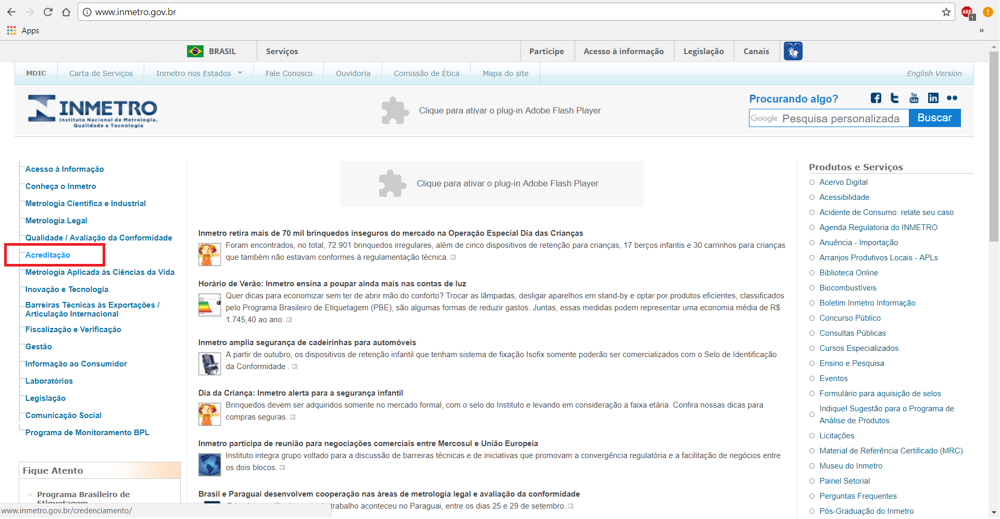 www.inmetro.gov.br
ABP
1
Apps
»
BRASIL
Serviços
Participe
Acesso à informação
Legislação
Canais
MDIC
Carta de Serviços
Inmetro nos Estados
Fale Conosco
Ouvidoria
Comissão de Ética
Mapa do site
English Version
INMETRO
Instituto Nacional de Metrologia,
Qualidade e Tecnologia
Clique para ativar o plug-in Adobe Flash Player
Procurando algo?
You Tube
in
Google Pesquisa personalizada
Buscar
Acesso à Informação
Conheça o Inmetro
Metrologia Científica e Industrial
Metrologia Legal
Qualidade / Avaliação da Conformidade
Acreditação
Metrologia Aplicada às Ciências da Vida
Inovação e Tecnologia
Barreiras Técnicas às Exportações /
Articulação Internacional
Fiscalização e Verificação
Gestão
Informação ao Consumidor
Laboratórios
Legislação
Comunicação Social
Programa de Monitoramento BPL
Fique Atento
Programa Brasileiro de
Etiquetagem
www.inmetro.gov.br/credenciamento/
Clique para ativar o plug-in Adobe Flash Player
Inmetro retira mais de 70 mil brinquedos inseguros do mercado na Operação Especial Dia das Crianças
Foram encontrados, no total, 72.901 brinquedos irregulares, além de cinco dispositivos de retenção para crianças, 17 berços infantis e 30 carrinhos para crianças
que também não estavam conformes à regulamentação técnica.
Horário de Verão: Inmetro ensina a poupar ainda mais nas contas de luz
Quer dicas para economizar sem ter de abrir mão do conforto? Trocar as lâmpadas, desligar aparelhos em stand-by e optar por produtos eficientes, classificados
pelo Programa Brasileiro de Etiquetagem (PBE), são algumas formas de reduzir gastos. Juntas, essas medidas podem representar uma economia média de R$
1.745,40 ao ano.
Inmetro amplia segurança de cadeirinhas para automóveis
A partir de outubro, os dispositivos de retenção infantil que tenham sistema de fixação Isofix somente poderão ser comercializados com o Selo de Identificação
da Conformidade .
Dia da Criança: Inmetro alerta para a segurança infantil
Brinquedos devem ser adquiridos somente no mercado formal, com o selo do Instituto e levando em consideração a faixa etária. Confira nossas dicas para
compras seguras.
Inmetro participa de reunião para negociações comerciais entre Mercosul e União Europeia
Instituto integra grupo voltado para a discussão de barreiras técnicas e de iniciativas que promovam a convergência regulatória e a facilitação de negócios entre
os dois blocos.
Brasil e Paraguai desenvolvem cooperação nas áreas de metrologia legal e avaliação da conformidade
trabalho aconteceu no Paraguai, entre os dias 25 e 29 de setembro.
Produtos e Serviços
Acervo Digital
Acessibilidade
Acidente de Consumo: relate seu caso
Agenda Regulatoria do INMETRO
Anuência - Importação
Arranjos Produtivos Locais - APLs
Biblioteca Online
Biocombustíveis
Boletim Inmetro Informação
Concurso Público
Consultas Públicas
Cursos Especializados
Ensino e Pesquisa
Eventos
Formulário para aquisição de selos
Indique! Sugestão para o Programa de
Análise de Produtos
Licitações
Material de Referência Certificado (MRC)
Museu do Inmetro
Painel Setorial
Perguntas Frequentes
Pós-Graduação do Inmetro